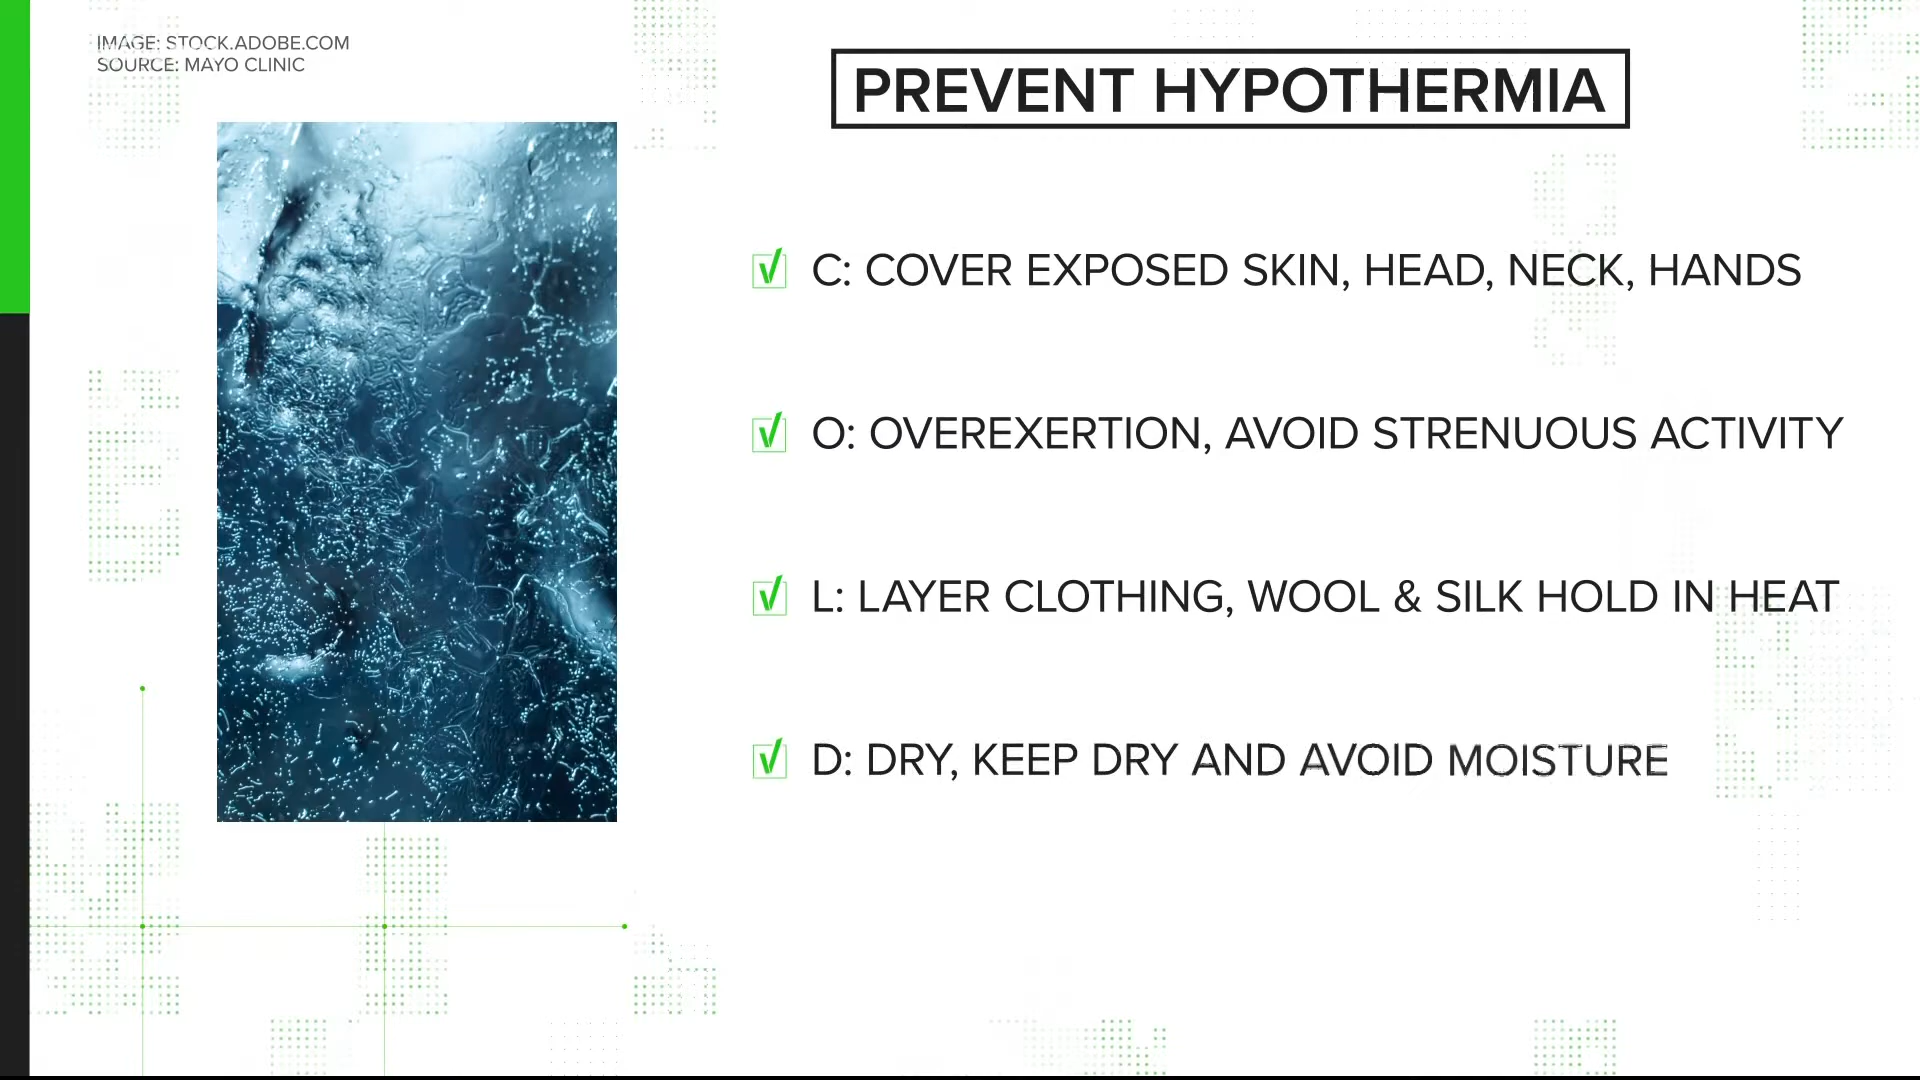 IMAGE: STOCK.ADOBE.COM
SOURCE: MAYO CLINIC
PREVENT HYPOTHERMIA
C: COVER EXPOSED SKIN, HEAD, NECK, HANDS
O: OVEREXERTION, AVOID STRENUOUS ACTIVITY
L: LAYER CLOTHING, WOOL & SILK HOLD IN HEAT
D: DRY, KEEP DRY AND AVOID MOISTURE